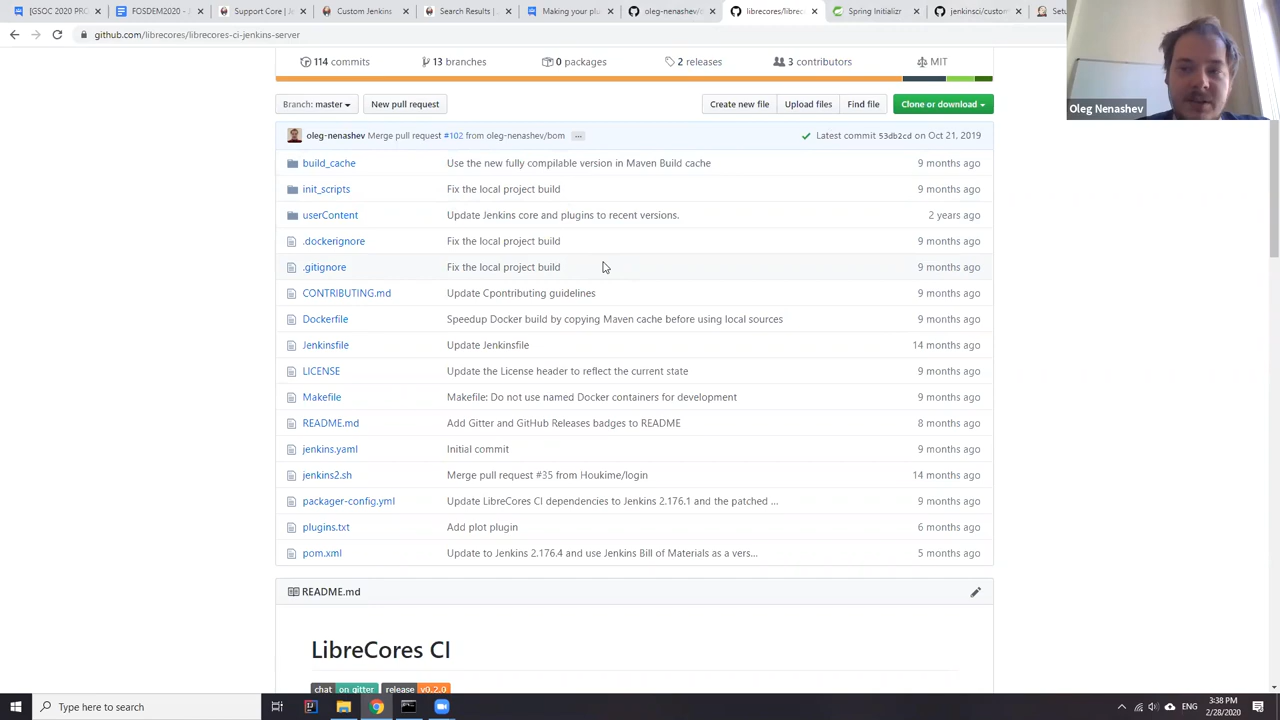 [GSOC 2020 PRO
FOSDEM2020 - A
Support Core | Je
Custom Jenkins
Search Results | J
Making your plu
oleg-nenashev/b
librecores/librec
Spring Initializr
jenkinsci/custom
Setu
github.com/librecores/librecores-ci-jenkins-server
Oleg Nenashev
114 commits
13 branches
0 packages
2 releases
3 contributors
MIT
Branch: master
New pull request
Create new file
Upload files
Find file
Clone or download
oleg-nenashev Merge pull request #102 from oleg-nenashev/bom ...
Latest commit 53db2cd on Oct 21, 2019
build_cache Use the new fully compilable version in Maven Build cache 9 months ago
init_scripts Fix the local project build 9 months ago
userContent Update Jenkins core and plugins to recent versions. 2 years ago
.dockerignore Fix the local project build 9 months ago
.gitignore Fix the local project build 9 months ago
CONTRIBUTING.md Update Cpontributing guidelines 9 months ago
Dockerfile Speedup Docker build by copying Maven cache before using local sources 9 months ago
Jenkinsfile Update Jenkinsfile 14 months ago
LICENSE Update the License header to reflect the current state 9 months ago
Makefile Makefile: Do not use named Docker containers for development 9 months ago
README.md Add Gitter and GitHub Releases badges to README 8 months ago
jenkins.yaml Initial commit 9 months ago
jenkins2.sh Merge pull request #35 from Houkime/login 14 months ago
packager-config.yml Update LibreCores CI dependencies to Jenkins 2.176.1 and the patched ... 9 months ago
plugins.txt Add plot plugin 6 months ago
pom.xml Update to Jenkins 2.176.4 and use Jenkins Bill of Materials as a vers... 5 months ago
README.md
LibreCores CI
chat on gitter release v0.2.0
Type here to search
ENG
3:38 PM
2/28/2020